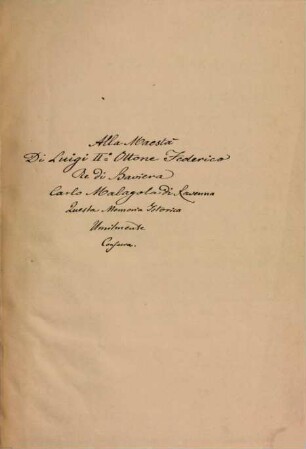 Alla Maestà
Di Luigi II.º Ottone Federico
Re di Baviera
Carlo Malagola di Ravenna
Questa Memoria Istorica
Umilmente
Consacra.